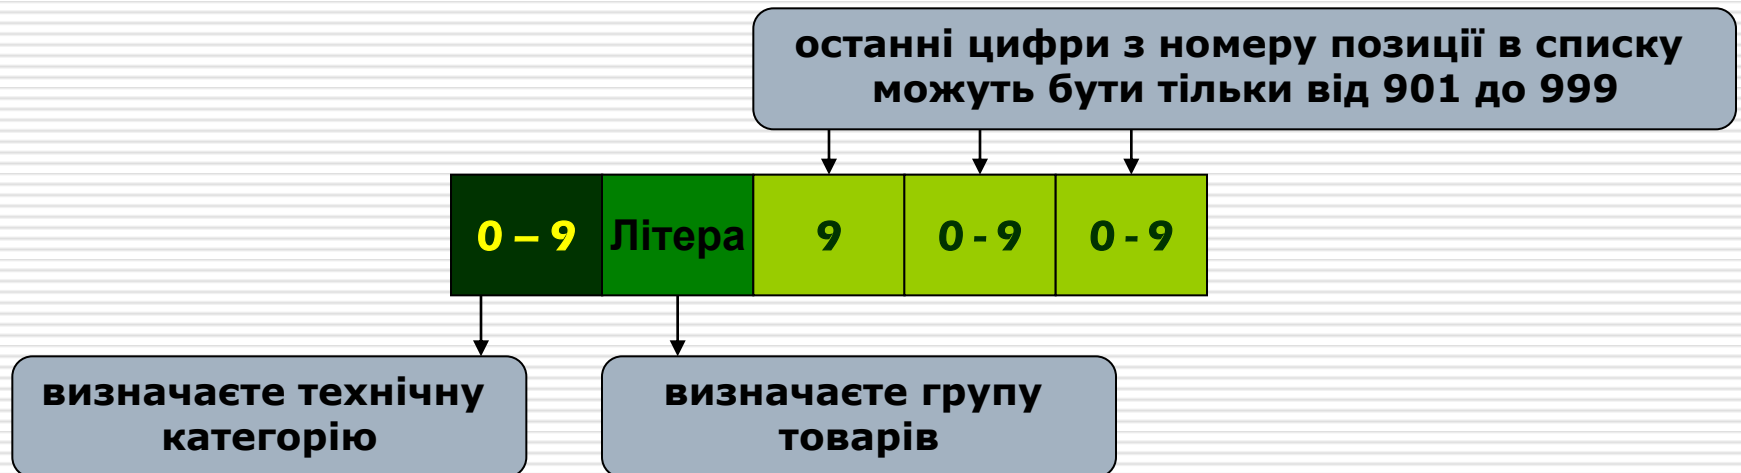 останні цифри з номеру позиції в списку
можуть бути тільки від 901 до 999
0 – 9 Літера 9 0 - 9 0 - 9
визначаєте технічну
категорію
визначаєте групу
товарів